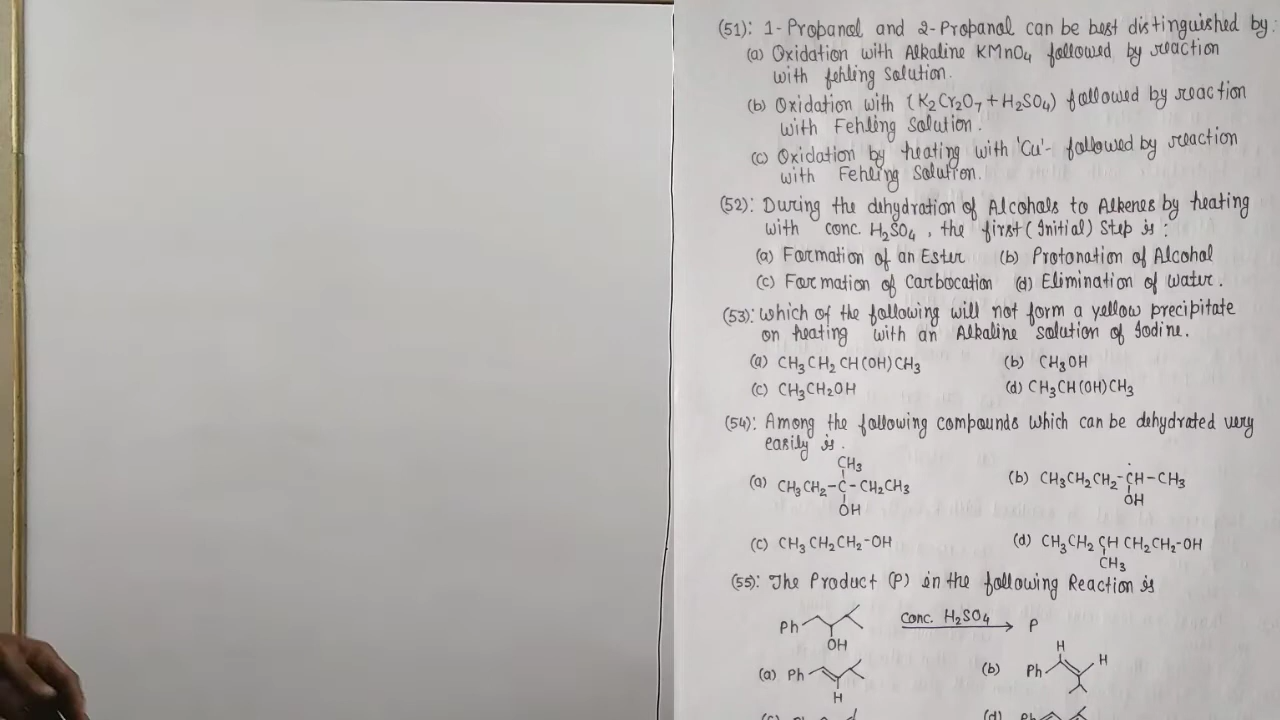 (51): 1-Propanol and 2-Propanol can be best distinguished by:
(a) Oxidation with Alkaline KMnO₄ followed by reaction
with fehling Solution.
(b) Oxidation with (K₂Cr₂O₇ + H₂SO₄) followed by reaction
with Fehling Solution.
(c) Oxidation by heating with 'Cu'- followed by reaction
with Fehling Solution.
(52): During the dehydration of Alcohols to Alkenes by heating
with conc. H₂SO₄, the first (Initial) Step is:
(a) Formation of an Ester (b) Protonation of Alcohol
(c) Formation of Carbocation (d) Elimination of water.
(53): Which of the following will not form a yellow precipitate
on heating with an Alkaline solution of Iodine.
(a) CH₃CH₂CH(OH)CH₃ (b) CH₃OH
(c) CH₃CH₂OH (d) CH₃CH(OH)CH₃
(54): Among the following compounds which can be dehydrated very
easily is.
CH₃
(a) CH₃CH₂-C-CH₂CH₃ (b) CH₃CH₂CH₂-CH-CH₃
OH OH
(c) CH₃CH₂CH₂-OH (d) CH₃CH₂CHCH₂CH₂-OH
CH₃
(55): The Product (P) in the following Reaction is
Ph OH Conc. H₂SO₄ P
(a) Ph H (b) Ph H H
(c) (d) Ph